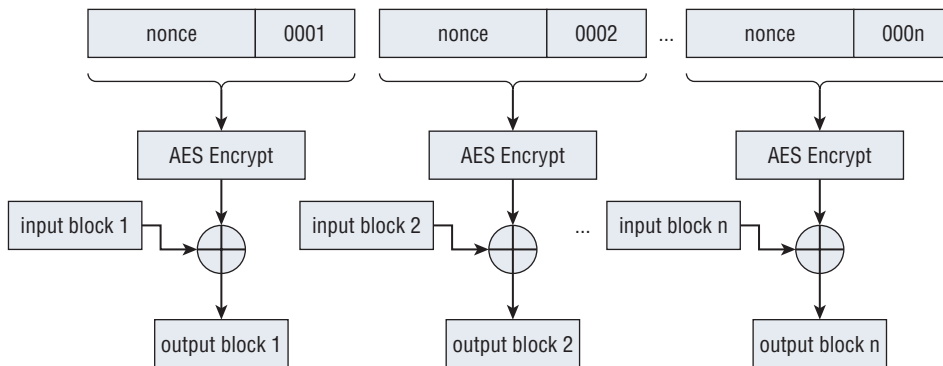 nonce 0001 nonce 0002 ... nonce 000n
AES Encrypt AES Encrypt AES Encrypt
input block 1 input block 2 ... input block n
output block 1 output block 2 output block n